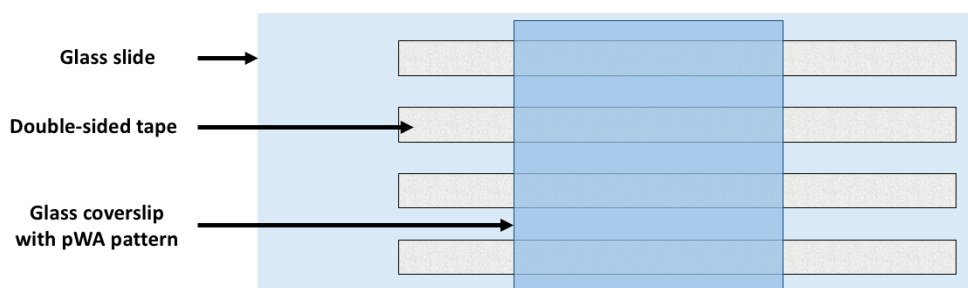 Glass slide
Double-sided tape
Glass coverslip
with pWA pattern